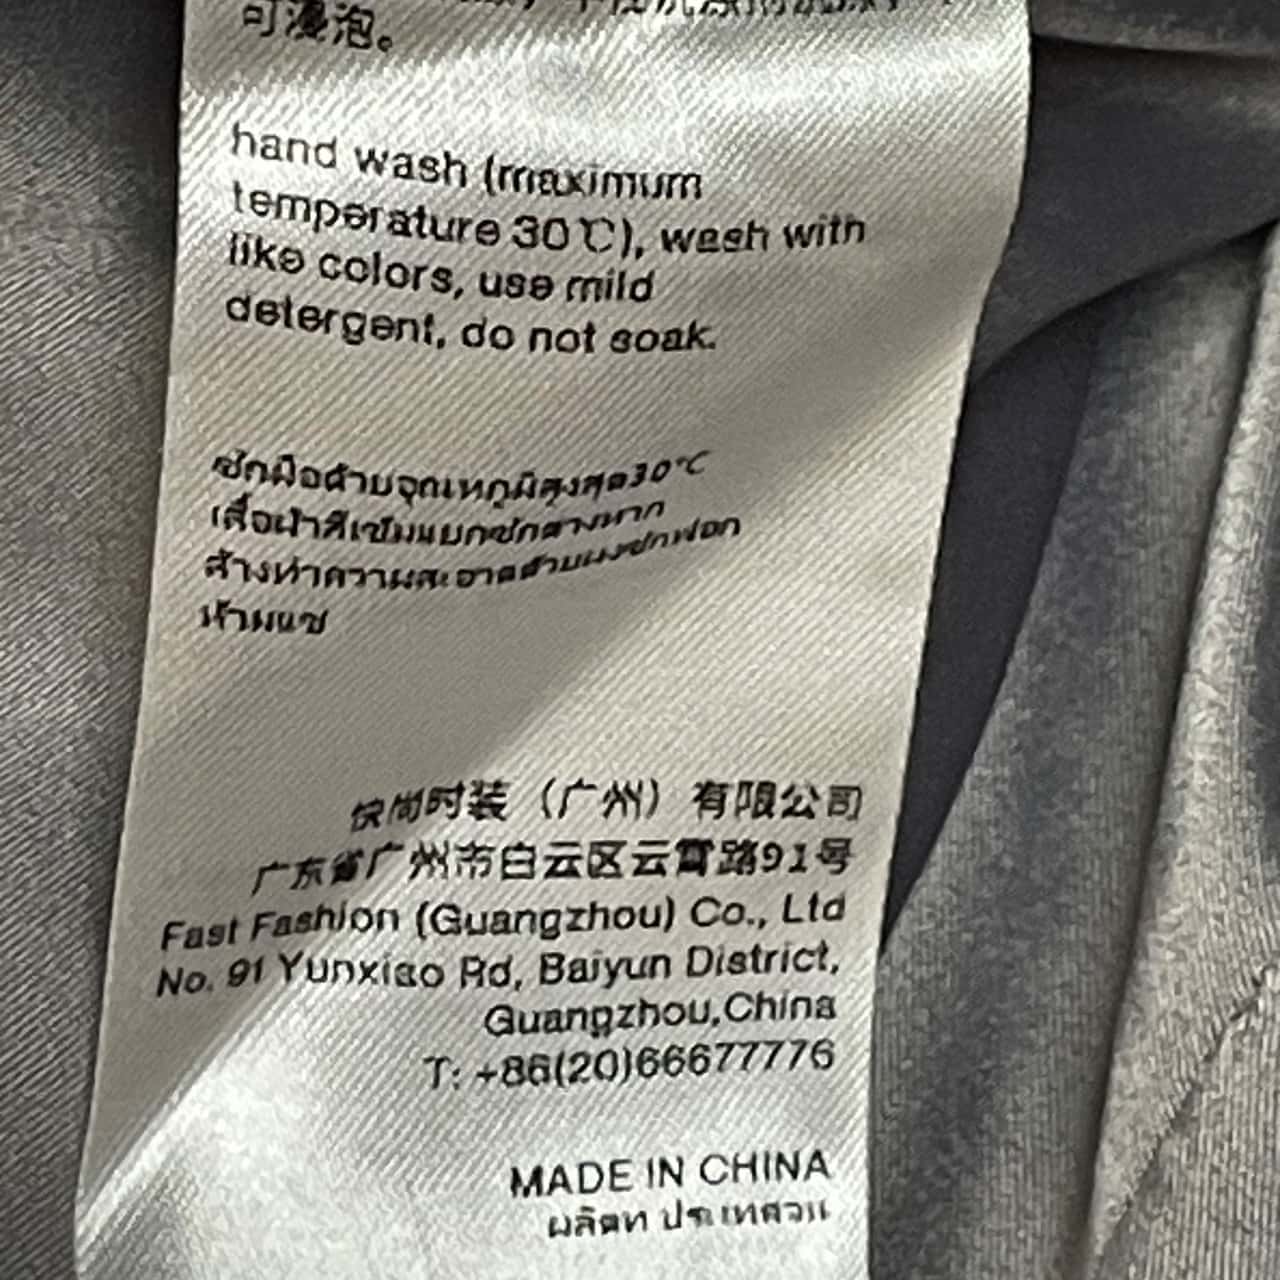 可浸泡。
hand wash (maximum
temperature 30℃), wash with
like colors, use mild
detergent, do not soak.
ซักมือด้วยอุณหภูมิสูงสุด30°C
เสื้อผ้าสีเข้มแยกซักต่างหาก
ล้างทำความสะอาดด้วยผงซักฟอก
ห้ามแช่
快尚时装（广州）有限公司
广东省广州市白云区云霄路91号
Fast Fashion (Guangzhou) Co., Ltd
No. 91 Yunxiao Rd, Baiyun District,
Guangzhou,China
T: +86(20)66677776
MADE IN CHINA
ผลิตที่ ประเทศจีน